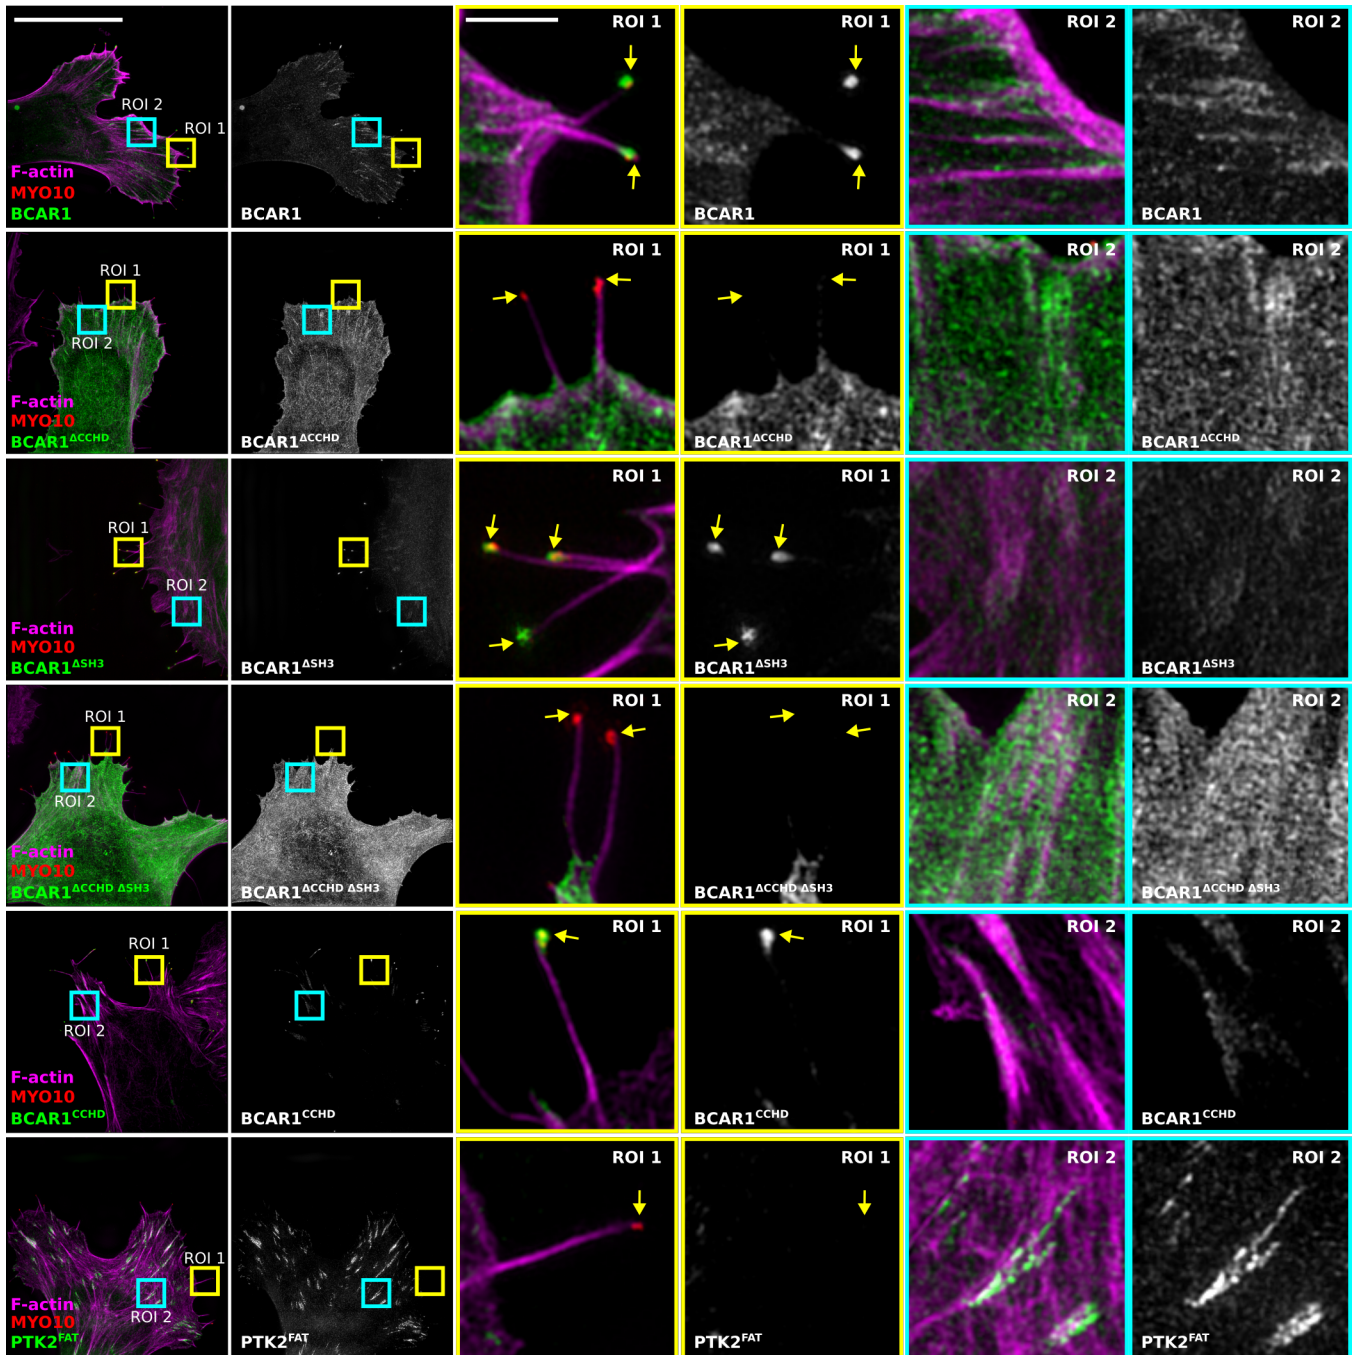 ROI 2
ROI 1
F-actin
MYO10
BCAR1
BCAR1
ROI 1
ROI 1
ROI 2
BCAR1
ROI 2
BCAR1
ROI 1
ROI 2
F-actin
MYO10
BCAR1ΔCCHD
BCAR1ΔCCHD
ROI 1
ROI 1
BCAR1ΔCCHD
ROI 2
ROI 2
BCAR1ΔCCHD
ROI 1
ROI 2
F-actin
MYO10
BCAR1ΔSH3
BCAR1ΔSH3
ROI 1
ROI 1
BCAR1ΔSH3
ROI 2
ROI 2
BCAR1ΔSH3
ROI 1
ROI 2
F-actin
MYO10
BCAR1ΔCCHD ΔSH3
BCAR1ΔCCHD ΔSH3
ROI 1
ROI 1
BCAR1ΔCCHD ΔSH3
ROI 2
ROI 2
BCAR1ΔCCHD ΔSH3
ROI 1
ROI 2
F-actin
MYO10
BCAR1CCHD
BCAR1CCHD
ROI 1
ROI 1
BCAR1CCHD
ROI 2
ROI 2
BCAR1CCHD
ROI 1
ROI 2
F-actin
MYO10
PTK2FAT
PTK2FAT
ROI 1
ROI 1
PTK2FAT
ROI 2
ROI 2
PTK2FAT